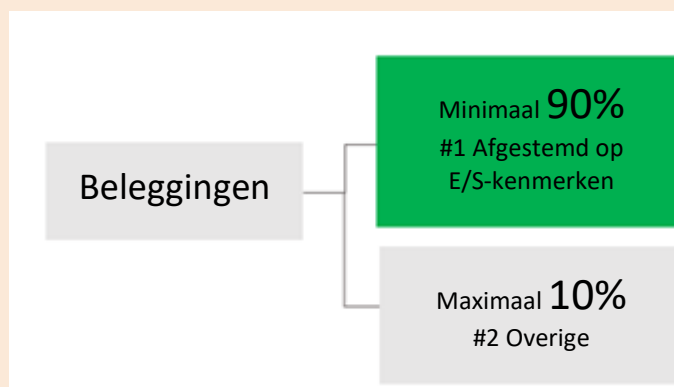 Beleggingen
Minimaal 90%
#1 Afgestemd op
E/S-kenmerken
Maximaal 10%
#2 Overige